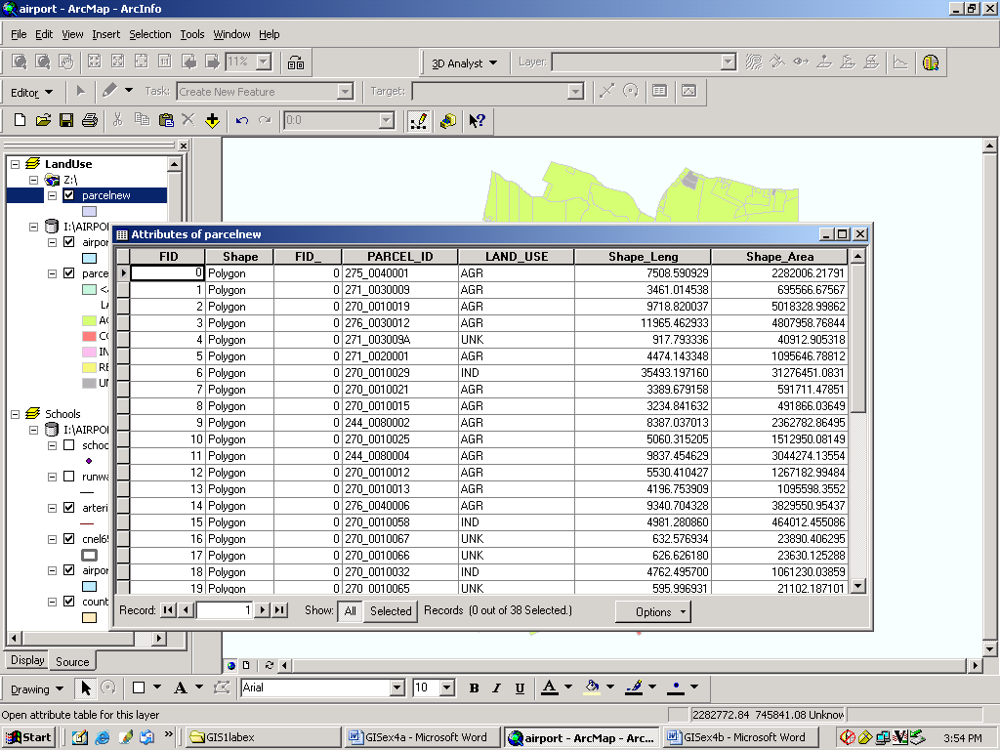 airport - ArcMap - ArcInfo
File Edit View Insert Selection Tools Window Help
11% 3D Analyst Layer:
Editor Task: Create New Feature Target:
0:0
LandUse
Z:\
parcelnew
I:\AIRPO
airpor
parce
<
LA
AG
CO
IN
RE
UN
Schools
I:\AIRPO
schoo
runwa
arteri
cnel65
airpor
count
Display Source
Attributes of parcelnew
FID Shape FID_ PARCEL_ID LAND_USE Shape_Leng Shape_Area
0 Polygon 0 275_0040001 AGR 7508.590929 2282006.21791
1 Polygon 0 271_0030009 AGR 3461.014538 695566.67567
2 Polygon 0 270_0010019 AGR 9718.820037 5018328.99862
3 Polygon 0 276_0030012 AGR 11965.462933 4807958.76844
4 Polygon 0 271_003009A UNK 917.793336 40912.905318
5 Polygon 0 271_0020001 AGR 4474.143348 1095646.78812
6 Polygon 0 270_0010029 IND 35493.197160 31276451.0831
7 Polygon 0 270_0010021 AGR 3389.679158 591711.47851
8 Polygon 0 270_0010015 AGR 3234.841632 491866.03649
9 Polygon 0 244_0080002 AGR 8387.037013 2362782.86495
10 Polygon 0 270_0010025 AGR 5060.315205 1512950.08149
11 Polygon 0 244_0080004 AGR 9837.454629 3044274.13554
12 Polygon 0 270_0010012 AGR 5530.410427 1267182.99484
13 Polygon 0 270_0010013 AGR 4196.753909 1095598.3552
14 Polygon 0 276_0040006 AGR 9340.704328 3829550.95437
15 Polygon 0 270_0010058 IND 4981.280860 464012.455086
16 Polygon 0 270_0010067 UNK 632.576934 23890.406295
17 Polygon 0 270_0010066 UNK 626.626180 23630.125288
18 Polygon 0 270_0010032 IND 4762.495700 1061230.03859
19 Polygon 0 270_0010065 UNK 595.996931 21102.187101
Record: 1 Show: All Selected Records (0 out of 38 Selected.) Options
Drawing A Arial 10 B I U A
Open attribute table for this layer 2282772.84 745841.08 Unknow
Start » GIS1labex GISex4a - Microsoft Word airport - ArcMap - Arc... GISex4b - Microsoft Word 3:54 PM